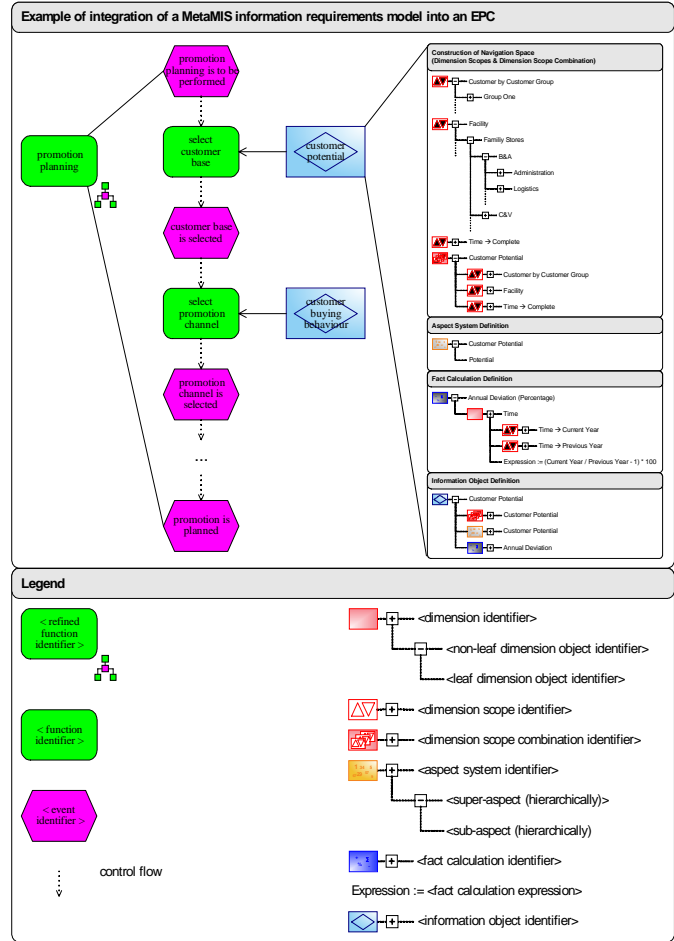 Example of integration of a MetaMIS information requirements model into an EPC
promotion
planning is to be
performed
promotion
planning
select
customer
base
customer
potential
customer base
is selected
select
promotion
channel
customer
buying
behaviour
promotion
channel is
selected
...
promotion is
planned
Construction of Navigation Space
(Dimension Scopes & Dimension Scope Combination)
Customer by Customer Group
Group One
Facility
Familiy Stores
B&A
Administration
Logistics
C&V
Time → Complete
Customer Potential
Customer by Customer Group
Facility
Time → Complete
Aspect System Definition
Customer Potential
Potential
Fact Calculation Definition
Annual Deviation (Percentage)
Time
Time → Current Year
Time → Previous Year
Expression := (Current Year / Previous Year - 1) * 100
Information Object Definition
Customer Potential
Customer Potential
Customer Potential
Annual Deviation
Legend
< refined
function
identifier >
< function
identifier >
< event
identifier >
control flow
<dimension identifier>
<non-leaf dimension object identifier>
<leaf dimension object identifier>
<dimension scope identifier>
<dimension scope combination identifier>
<aspect system identifier>
<super-aspect (hierarchically)>
<sub-aspect (hierarchically)
<fact calculation identifier>
Expression := <fact calculation expression>
<information object identifier>